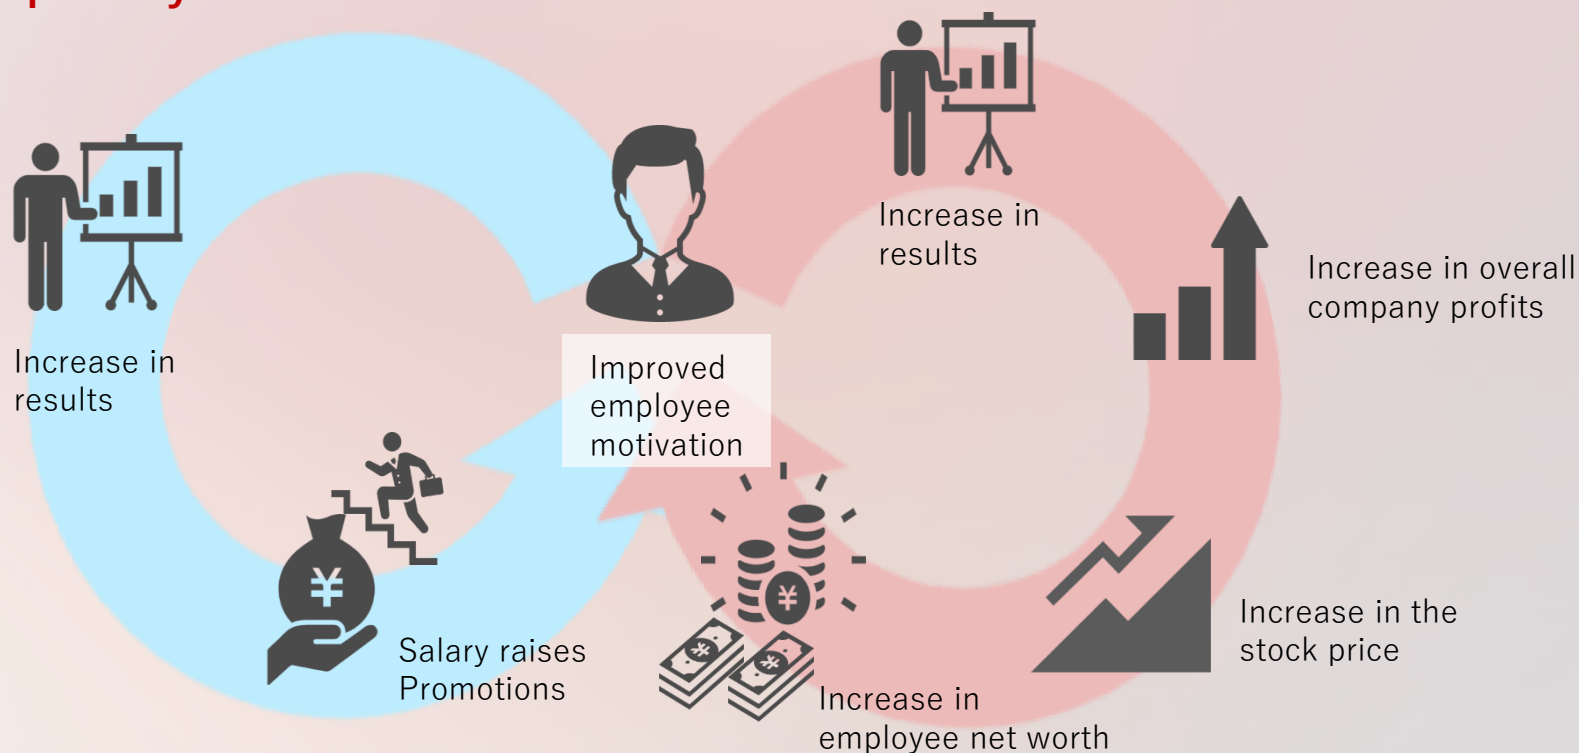 Increase in
results
Increase in
results
Increase in overall
company profits
Improved
employee
motivation
¥
Salary raises
Promotions
¥
¥
¥
Increase in
employee net worth
Increase in the
stock price